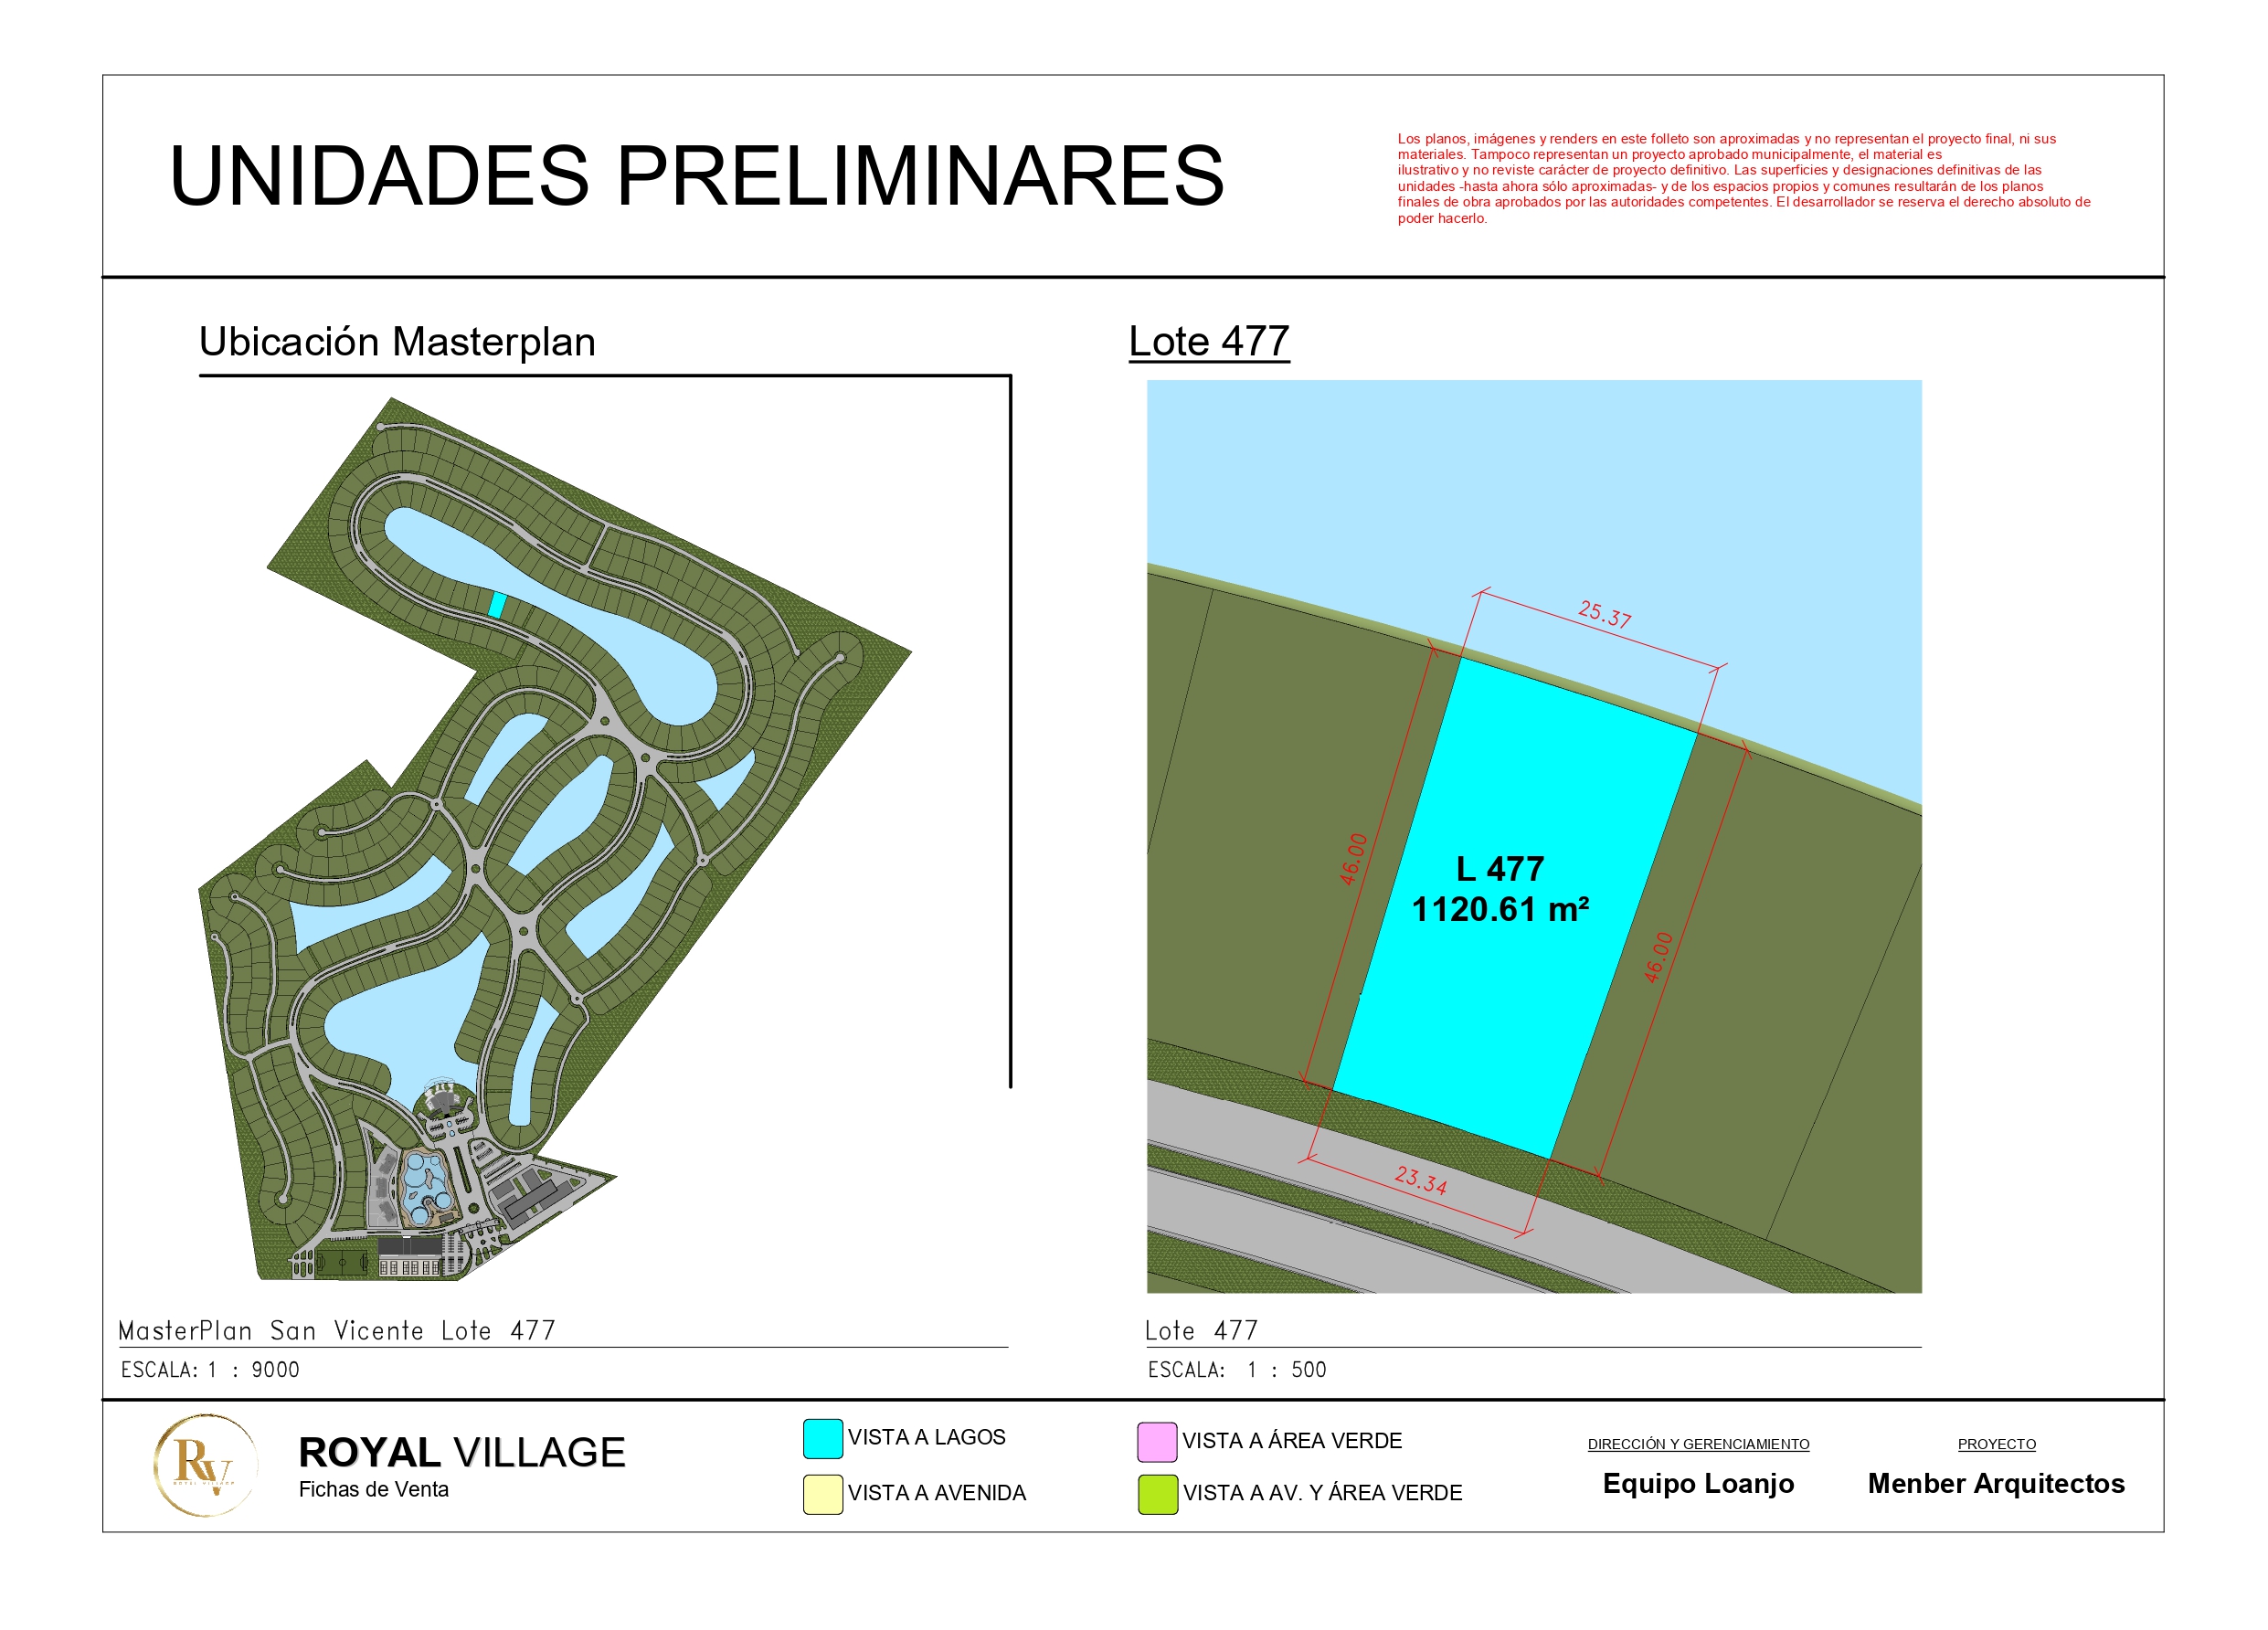 UNIDADES PRELIMINARES
Los planos, imágenes y renders en este folleto son aproximadas y no representan el proyecto final, ni sus
materiales. Tampoco representan un proyecto aprobado municipalmente, el material es
ilustrativo y no reviste carácter de proyecto definitivo. Las superficies y designaciones definitivas de las
unidades -hasta ahora sólo aproximadas- y de los espacios propios y comunes resultarán de los planos
finales de obra aprobados por las autoridades competentes. El desarrollador se reserva el derecho absoluto de
poder hacerlo.
Ubicación Masterplan
Lote 477
25.37
46.00
L 477
1120.61 m²
46.00
23.34
MasterPlan San Vicente Lote 477
ESCALA: 1 : 9000
Lote 477
ESCALA: 1 : 500
RV
ROYAL VILLAGE
ROYAL VILLAGE
Fichas de Venta
VISTA A LAGOS
VISTA A AVENIDA
VISTA A ÁREA VERDE
VISTA A AV. Y ÁREA VERDE
DIRECCIÓN Y GERENCIAMIENTO
Equipo Loanjo
PROYECTO
Menber Arquitectos